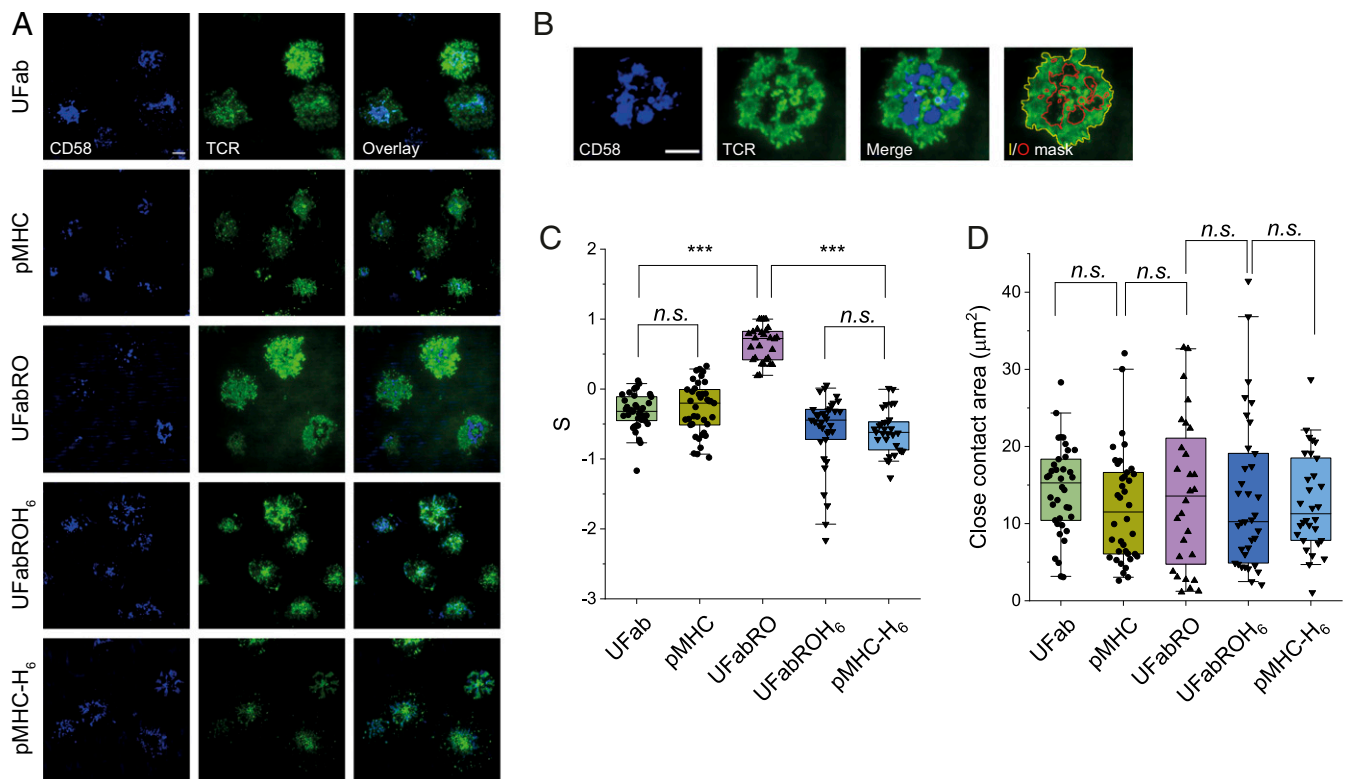 A
UFab
CD58
TCR
Overlay
pMHC
UFabRO
UFabROH6
pMHC-H6
B
CD58
TCR
Merge
I/O mask
C
S
2
1
0
-1
-2
-3
***
***
n.s.
n.s.
UFab
pMHC
UFabRO
UFabROH6
pMHC-H6
D
Close contact area (μm2)
40
30
20
10
0
n.s.
n.s.
n.s.
n.s.
UFab
pMHC
UFabRO
UFabROH6
pMHC-H6